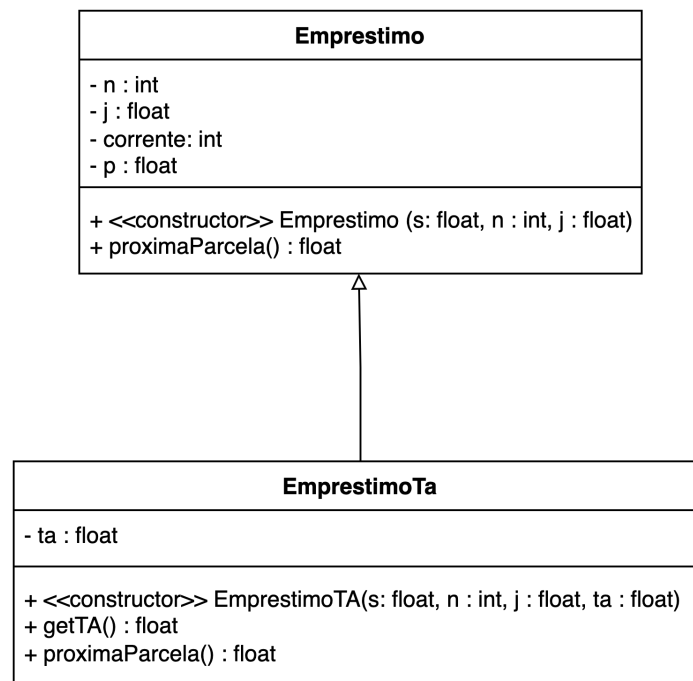 Emprestimo
- n : int
- j : float
- corrente: int
- p : float
+ <<constructor>> Emprestimo (s: float, n : int, j : float)
+ proximaParcela() : float
EmprestimoTa
- ta : float
+ <<constructor>> EmprestimoTA(s: float, n : int, j : float, ta : float)
+ getTA() : float
+ proximaParcela() : float